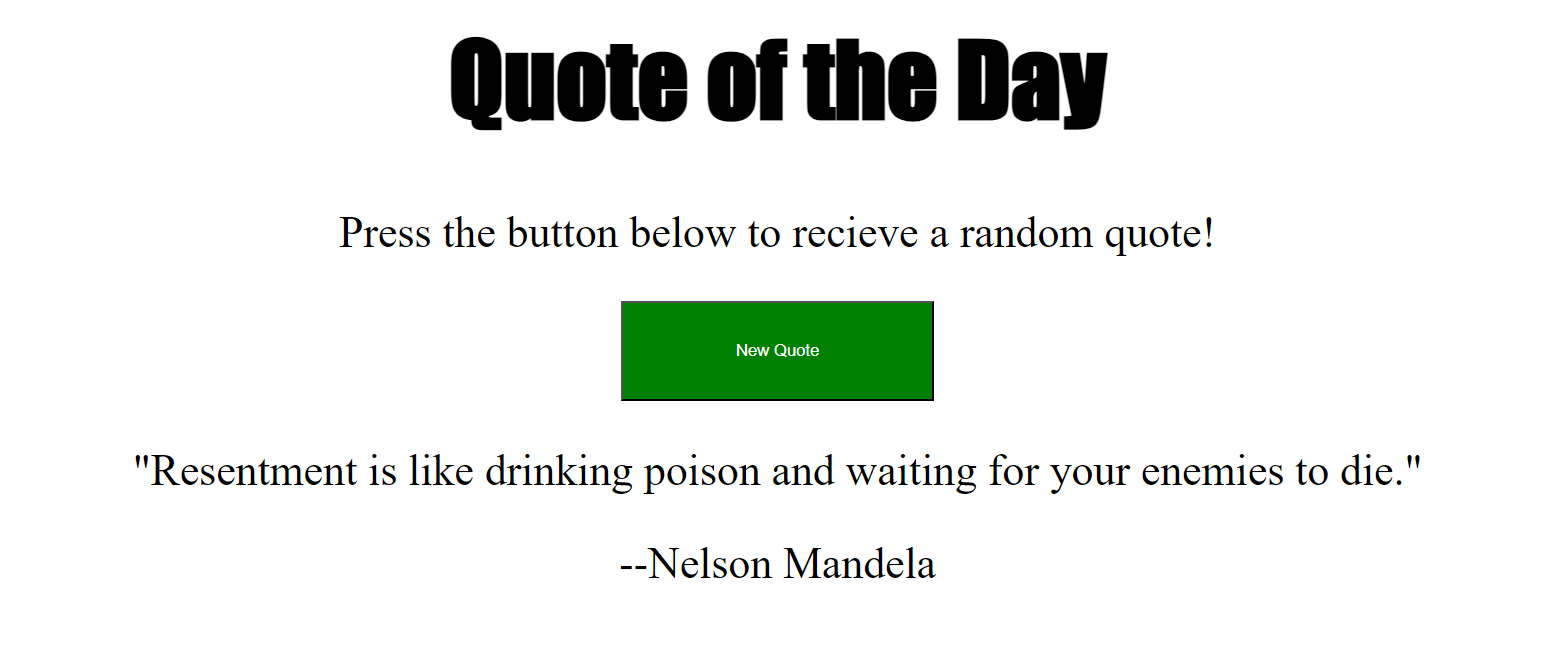 Quote of the Day
Press the button below to recieve a random quote!
New Quote
"Resentment is like drinking poison and waiting for your enemies to die."
--Nelson Mandela